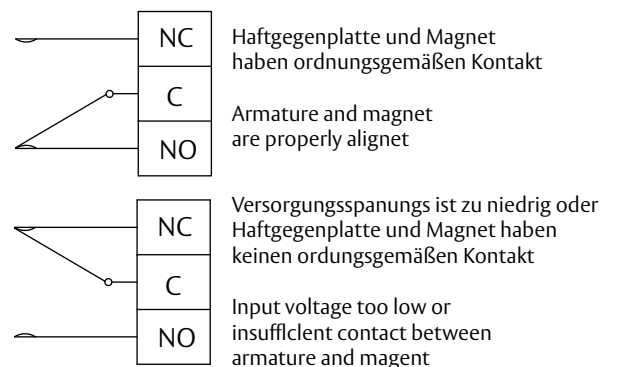 NC
C
NO
Haftgegenplatte und Magnet
haben ordnungsgemäßen Kontakt
Armature and magnet
are properly alignet
NC
C
NO
Versorgungsspanungs ist zu niedrig oder
Haftgegenplatte und Magnet haben
keinen ordungsgemäßen Kontakt
Input voltage too low or
insufflclent contact between
armature and magent